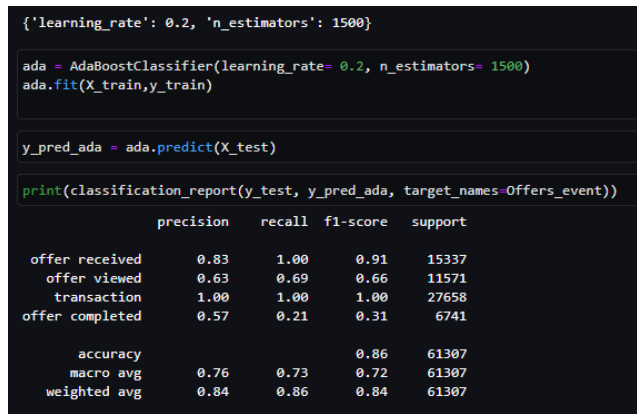 {'learning_rate': 0.2, 'n_estimators': 1500}
ada = AdaBoostClassifier(learning_rate= 0.2, n_estimators= 1500)
ada.fit(X_train,y_train)
y_pred_ada = ada.predict(X_test)
print(classification_report(y_test, y_pred_ada, target_names=Offers_event))
precision recall f1-score support
offer received 0.83 1.00 0.91 15337
offer viewed 0.63 0.69 0.66 11571
transaction 1.00 1.00 1.00 27658
offer completed 0.57 0.21 0.31 6741
accuracy 0.86 61307
macro avg 0.76 0.73 0.72 61307
weighted avg 0.84 0.86 0.84 61307